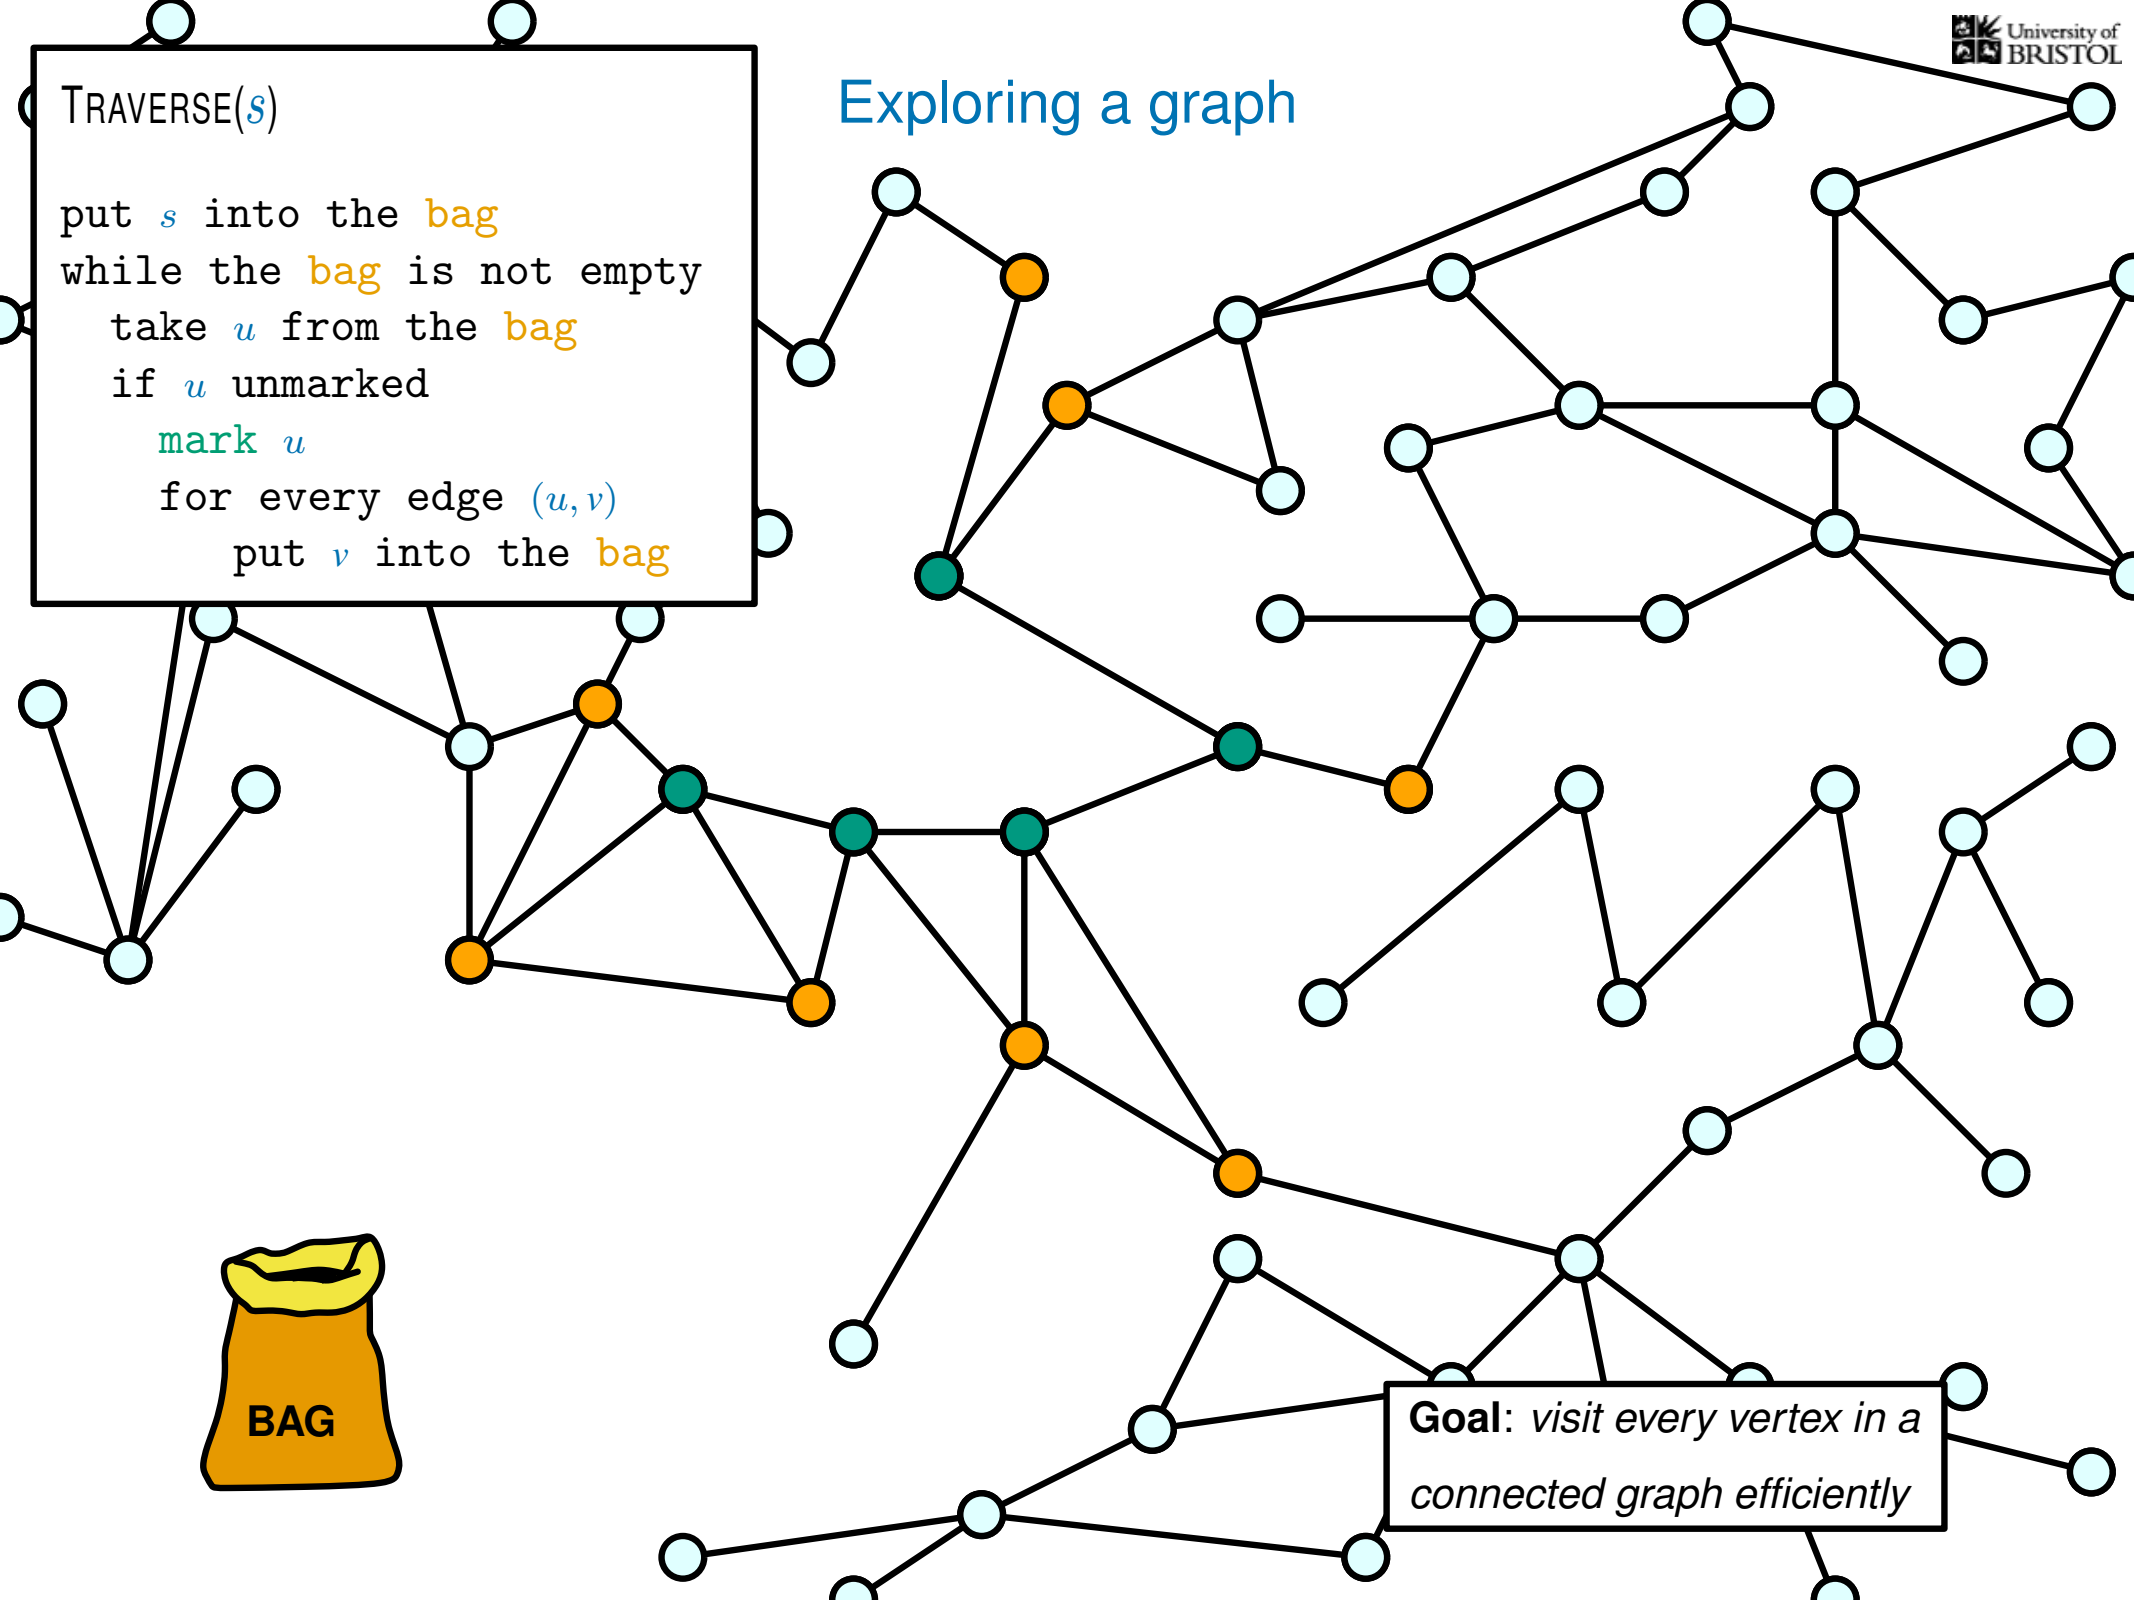 University of
BRISTOL
Exploring a graph
TRAVERSE(s)
put s into the bag
while the bag is not empty
take u from the bag
if u unmarked
mark u
for every edge (u, v)
put v into the bag
BAG
Goal: visit every vertex in a
connected graph efficiently